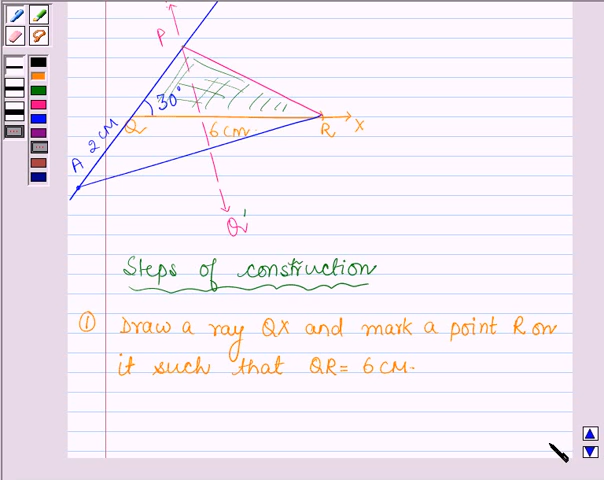 P
30°
Q
6 cm
R
X
A
2 CM
Q'
Steps of construction
① Draw a ray QX and mark a point R on
it such that QR = 6 CM.